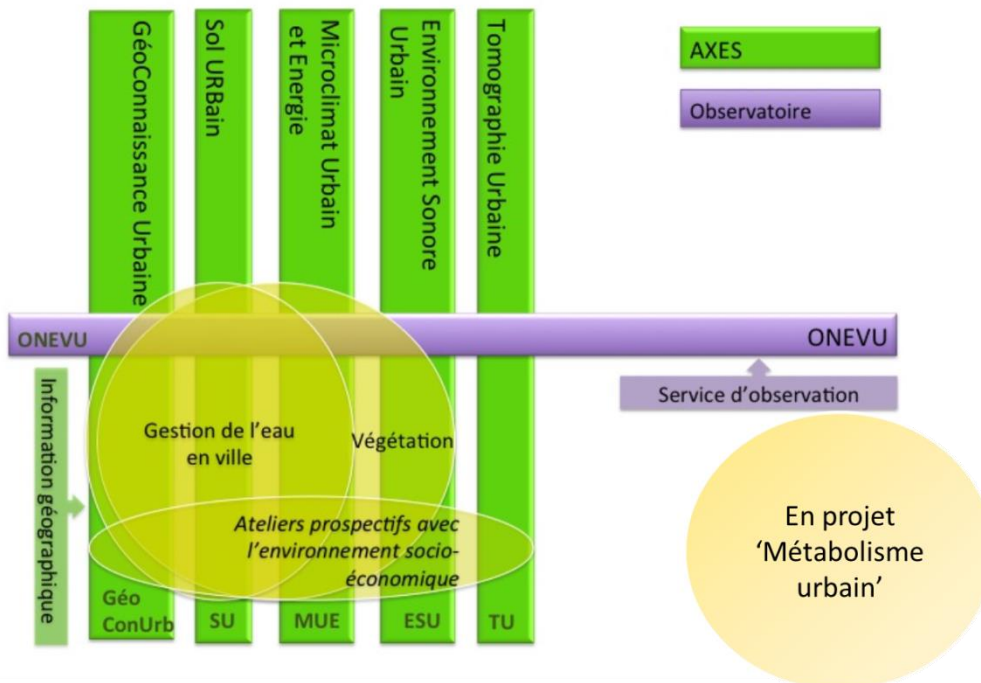 GéoConnaissance Urbaine
Sol URBain
Microclimat Urbain
et Energie
Environnement Sonore
Urbain
Tomographie Urbaine
AXES
Observatoire
ONEVU
ONEVU
Information géographique
Service d'observation
Gestion de l'eau
en ville
Végétation
Ateliers prospectifs avec
l'environnement socio-
économique
En projet
‘Métabolisme
urbain’
Géo
ConUrb
SU
MUE
ESU
TU